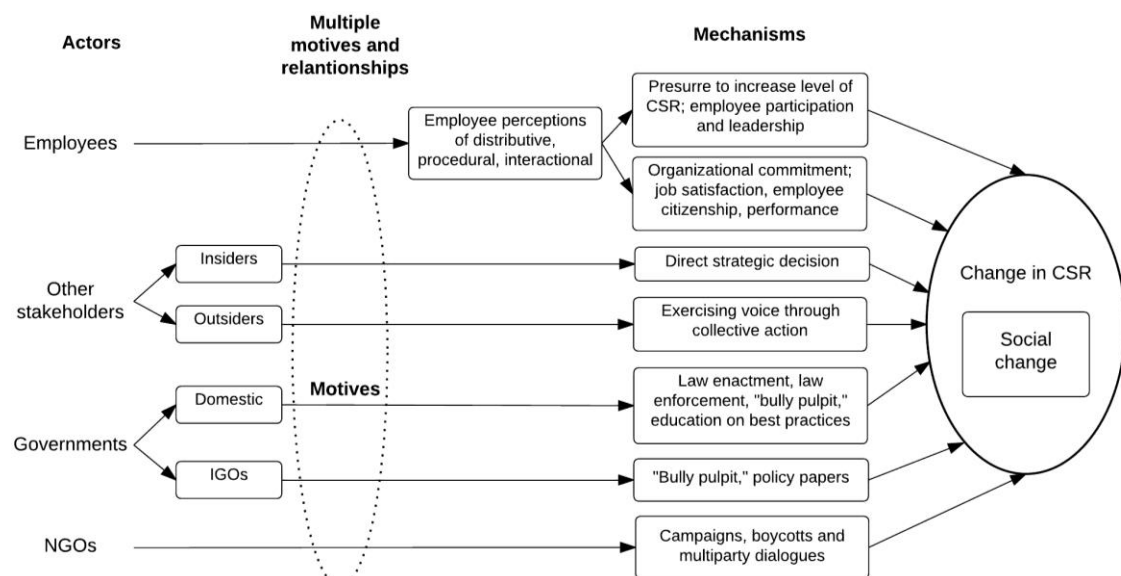 Actors
Multiple
motives and
relantionships
Mechanisms
Employees
Employee perceptions
of distributive,
procedural, interactional
Presurre to increase level of
CSR; employee participation
and leadership
Organizational commitment;
job satisfaction, employee
citizenship, performance
Other
stakeholders
Insiders
Outsiders
Direct strategic decision
Exercising voice through
collective action
Change in CSR
Social
change
Governments
Domestic
IGOs
Motives
Law enactment, law
enforcement, "bully pulpit,"
education on best practices
"Bully pulpit," policy papers
NGOs
Campaigns, boycotts and
multiparty dialogues